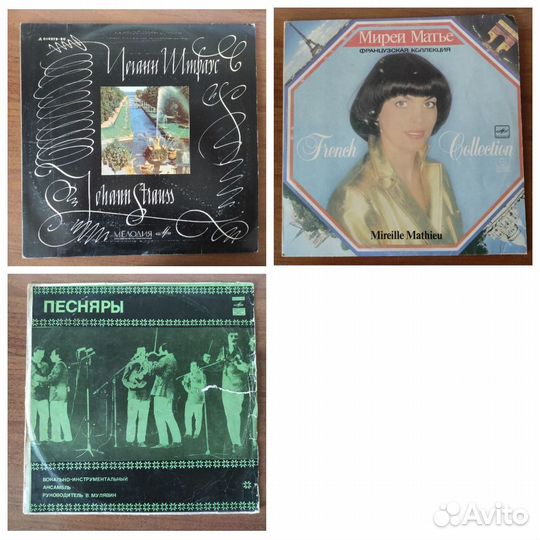 Иоганн Штраус
Johann Strauss
МЕЛОДИЯ
Мирей Матье
ФРАНЦУЗСКАЯ КОЛЛЕКЦИЯ
French Collection
Mireille Mathieu
ПЕСНЯРЫ
ВОКАЛЬНО-ИНСТРУМЕНТАЛЬНЫЙ
АНСАМБЛЬ
РУКОВОДИТЕЛЬ В. МУЛЯВИН
Avito